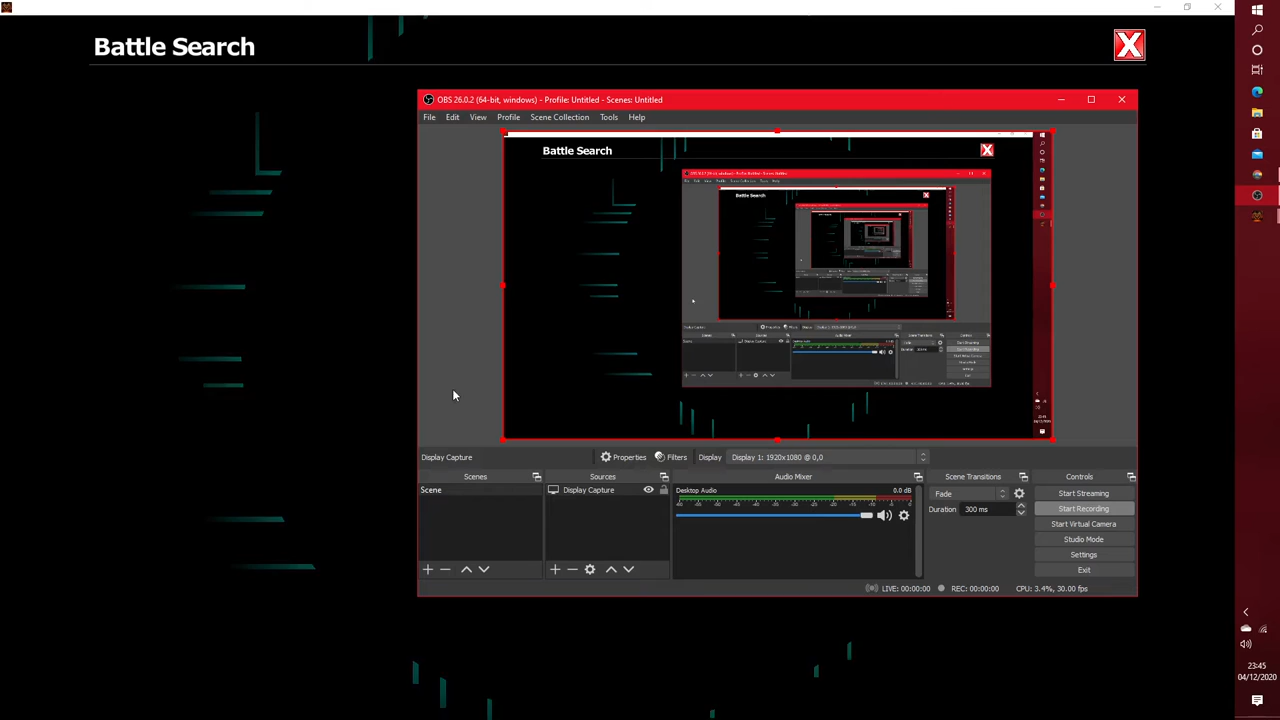 Battle Search
X
OBS 26.0.2 (64-bit, windows) - Profile: Untitled - Scenes: Untitled
File Edit View Profile Scene Collection Tools Help
Battle Search
X
Battle Search
Display Capture Properties Filters Display Display 1: 1920x1080 @ 0,0
Scenes Sources Audio Mixer Scene Transitions Controls
Scene
Display Capture
Desktop Audio 0.0 dB
Fade
Duration 300 ms
Start Streaming
Start Recording
Start Virtual Camera
Studio Mode
Settings
Exit
LIVE: 00:00:00 REC: 00:00:00 CPU: 3.4%, 30.00 fps
23:45
04/12/2020